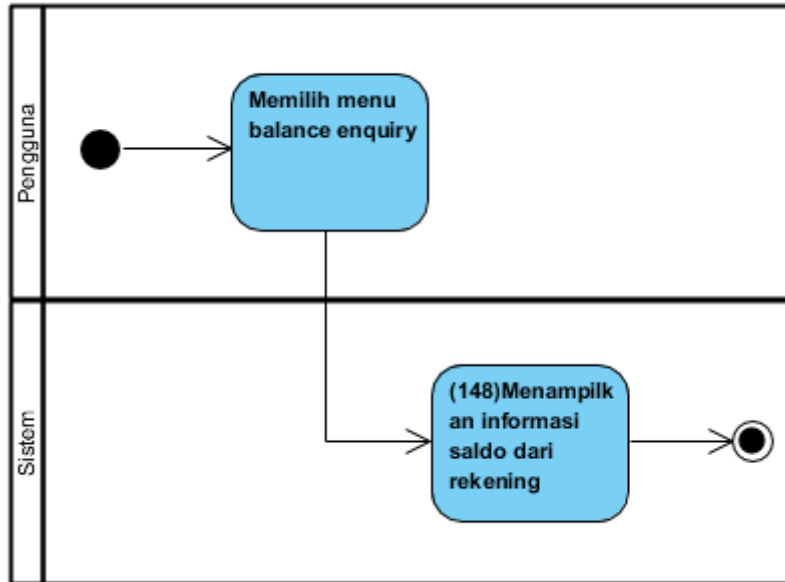 Pengguna
Memilih menu
balance enquiry
Sistem
(148)Menampilk
an informasi
saldo dari
rekening